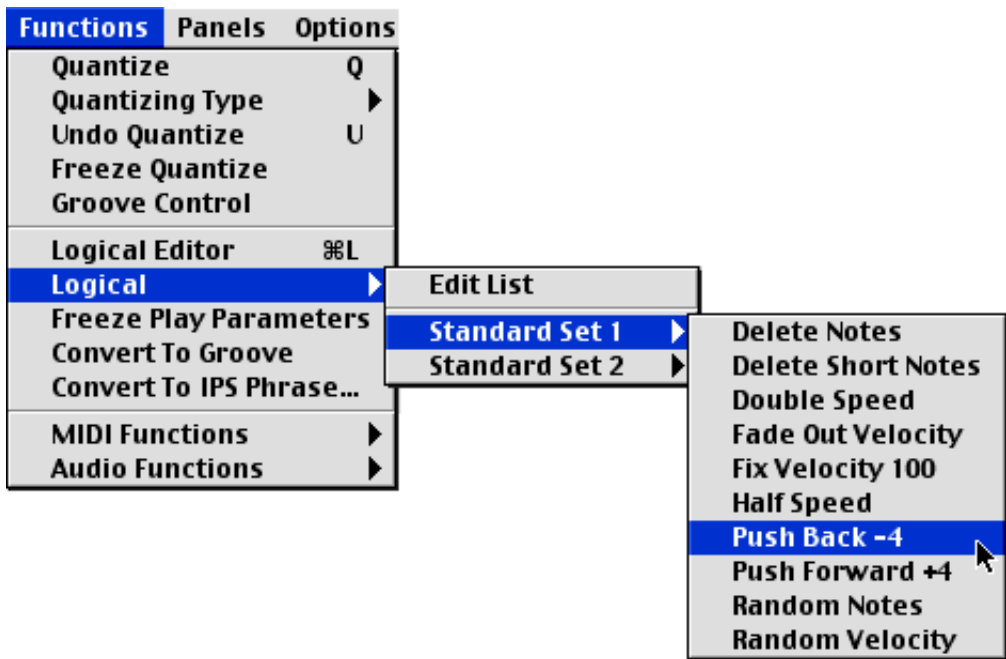 Functions Panels Options
Quantize Q
Quantizing Type
Undo Quantize U
Freeze Quantize
Groove Control
Logical Editor ⌘L
Logical
Freeze Play Parameters
Convert To Groove
Convert To IPS Phrase...
MIDI Functions
Audio Functions
Edit List
Standard Set 1
Standard Set 2
Delete Notes
Delete Short Notes
Double Speed
Fade Out Velocity
Fix Velocity 100
Half Speed
Push Back -4
Push Forward +4
Random Notes
Random Velocity